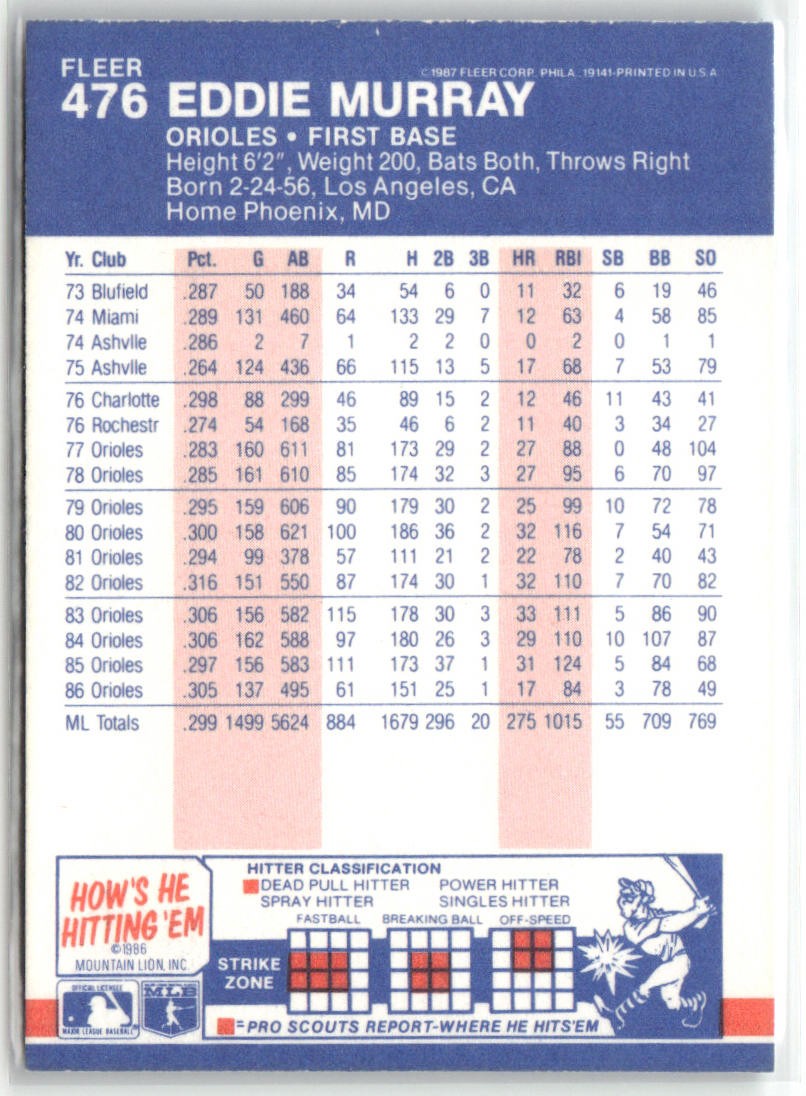 FLEER
©1987 FLEER CORP. PHILA. 19141-PRINTED IN U.S.A
476 EDDIE MURRAY
ORIOLES • FIRST BASE
Height 6'2", Weight 200, Bats Both, Throws Right
Born 2-24-56, Los Angeles, CA
Home Phoenix, MD
Yr. Club Pct. G AB R H 2B 3B HR RBI SB BB SO
73 Blufield .287 50 188 34 54 6 0 11 32 6 19 46
74 Miami .289 131 460 64 133 29 7 12 63 4 58 85
74 Ashvlle .286 2 7 1 2 2 0 0 2 0 1 1
75 Ashvlle .264 124 436 66 115 13 5 17 68 7 53 79
76 Charlotte .298 88 299 46 89 15 2 12 46 11 43 41
76 Rochestr .274 54 168 35 46 6 2 11 40 3 34 27
77 Orioles .283 160 611 81 173 29 2 27 88 0 48 104
78 Orioles .285 161 610 85 174 32 3 27 95 6 70 97
79 Orioles .295 159 606 90 179 30 2 25 99 10 72 78
80 Orioles .300 158 621 100 186 36 2 32 116 7 54 71
81 Orioles .294 99 378 57 111 21 2 22 78 2 40 43
82 Orioles .316 151 550 87 174 30 1 32 110 7 70 82
83 Orioles .306 156 582 115 178 30 3 33 111 5 86 90
84 Orioles .306 162 588 97 180 26 3 29 110 10 107 87
85 Orioles .297 156 583 111 173 37 1 31 124 5 84 68
86 Orioles .305 137 495 61 151 25 1 17 84 3 78 49
ML Totals .299 1499 5624 884 1679 296 20 275 1015 55 709 769
HOW'S HE
HITTING 'EM
©1986
MOUNTAIN LION, INC.
OFFICIAL LICENSEE
MAJOR LEAGUE BASEBALL
MLB
HITTER CLASSIFICATION
DEAD PULL HITTER POWER HITTER
SPRAY HITTER SINGLES HITTER
FASTBALL BREAKING BALL OFF-SPEED
STRIKE
ZONE
=PRO SCOUTS REPORT-WHERE HE HITS'EM